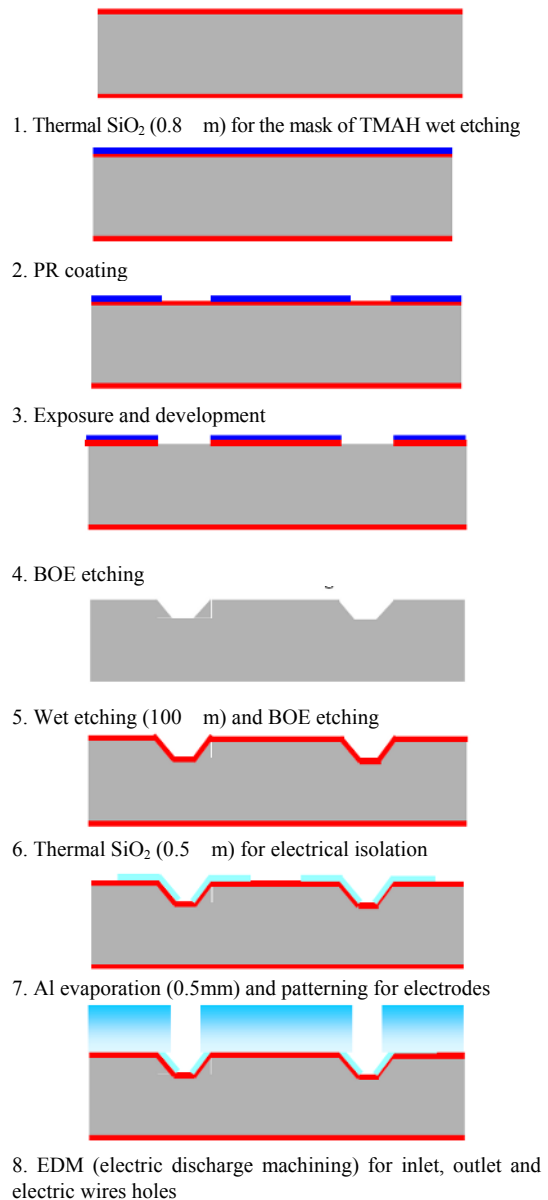 1. Thermal SiO₂ (0.8 m) for the mask of TMAH wet etching
2. PR coating
3. Exposure and development
4. BOE etching
5. Wet etching (100 m) and BOE etching
6. Thermal SiO₂ (0.5 m) for electrical isolation
7. Al evaporation (0.5mm) and patterning for electrodes
8. EDM (electric discharge machining) for inlet, outlet and
electric wires holes